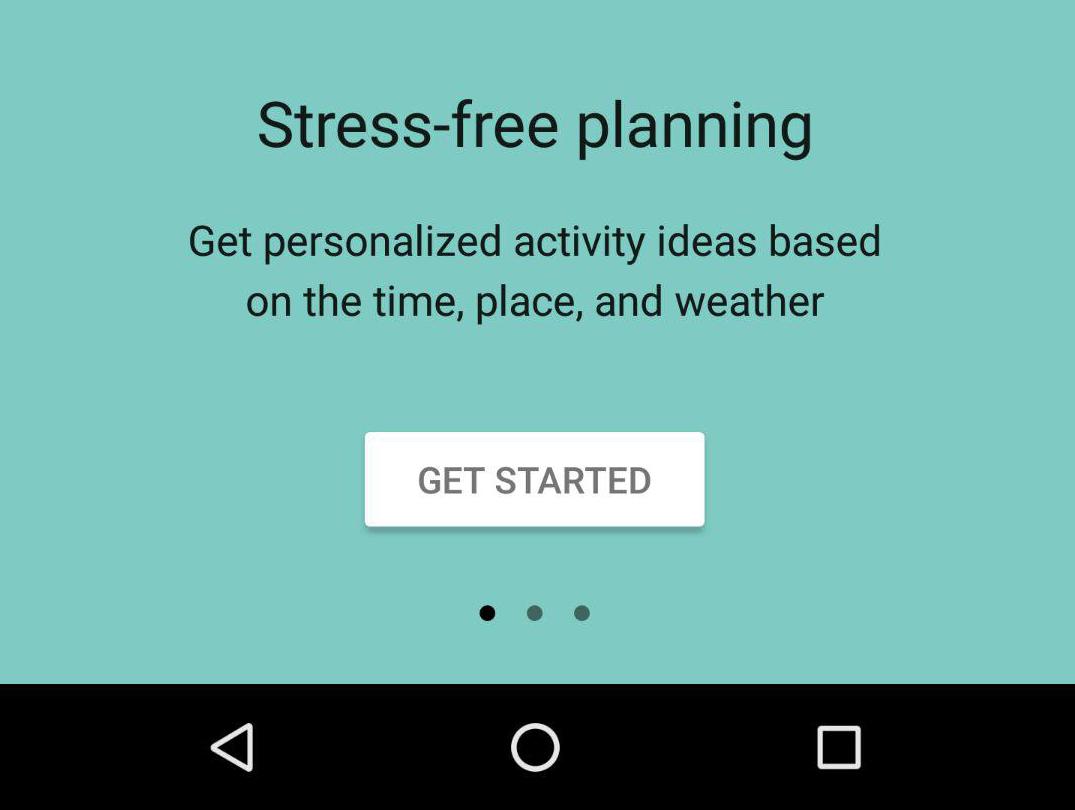 Stress-free planning
Get personalized activity ideas based
on the time, place, and weather
GET STARTED